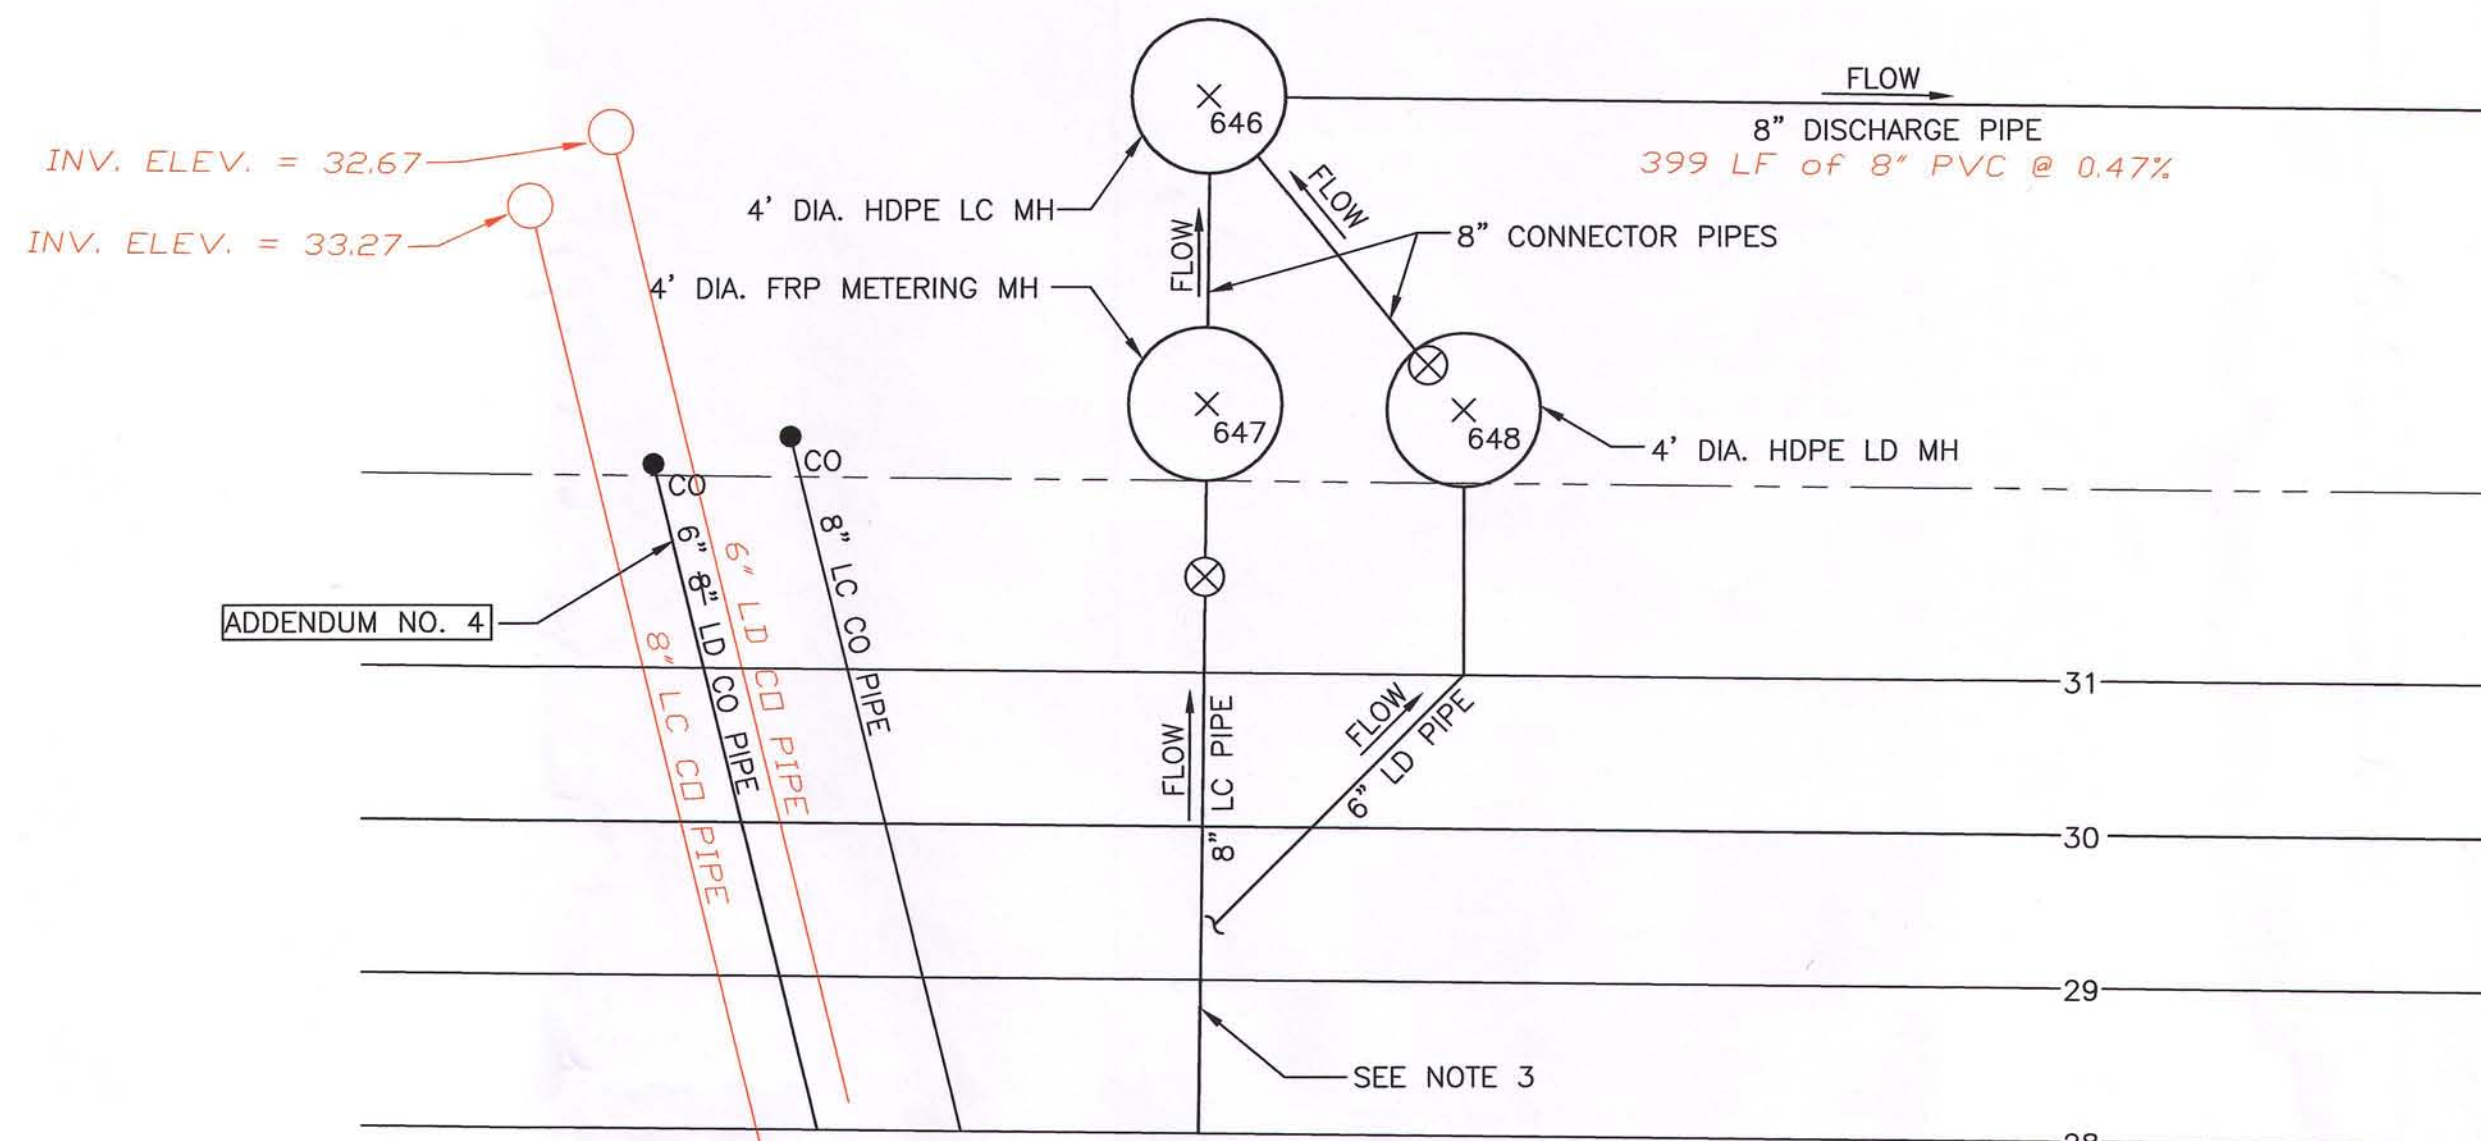 FLOW
8" DISCHARGE PIPE
399 LF of 8" PVC @ 0.47%
646
INV. ELEV. = 32.67
INV. ELEV. = 33.27
4' DIA. HDPE LC MH
FLOW
FLOW
8" CONNECTOR PIPES
4' DIA. FRP METERING MH
647
648
4' DIA. HDPE LD MH
CO
CO
6" 8" LD CO PIPE
6" LD CO PIPE
8" LC CO PIPE
8" LC CO PIPE
ADDENDUM NO. 4
31
FLOW
8" LC PIPE
FLOW
6" LD PIPE
30
29
SEE NOTE 3
28